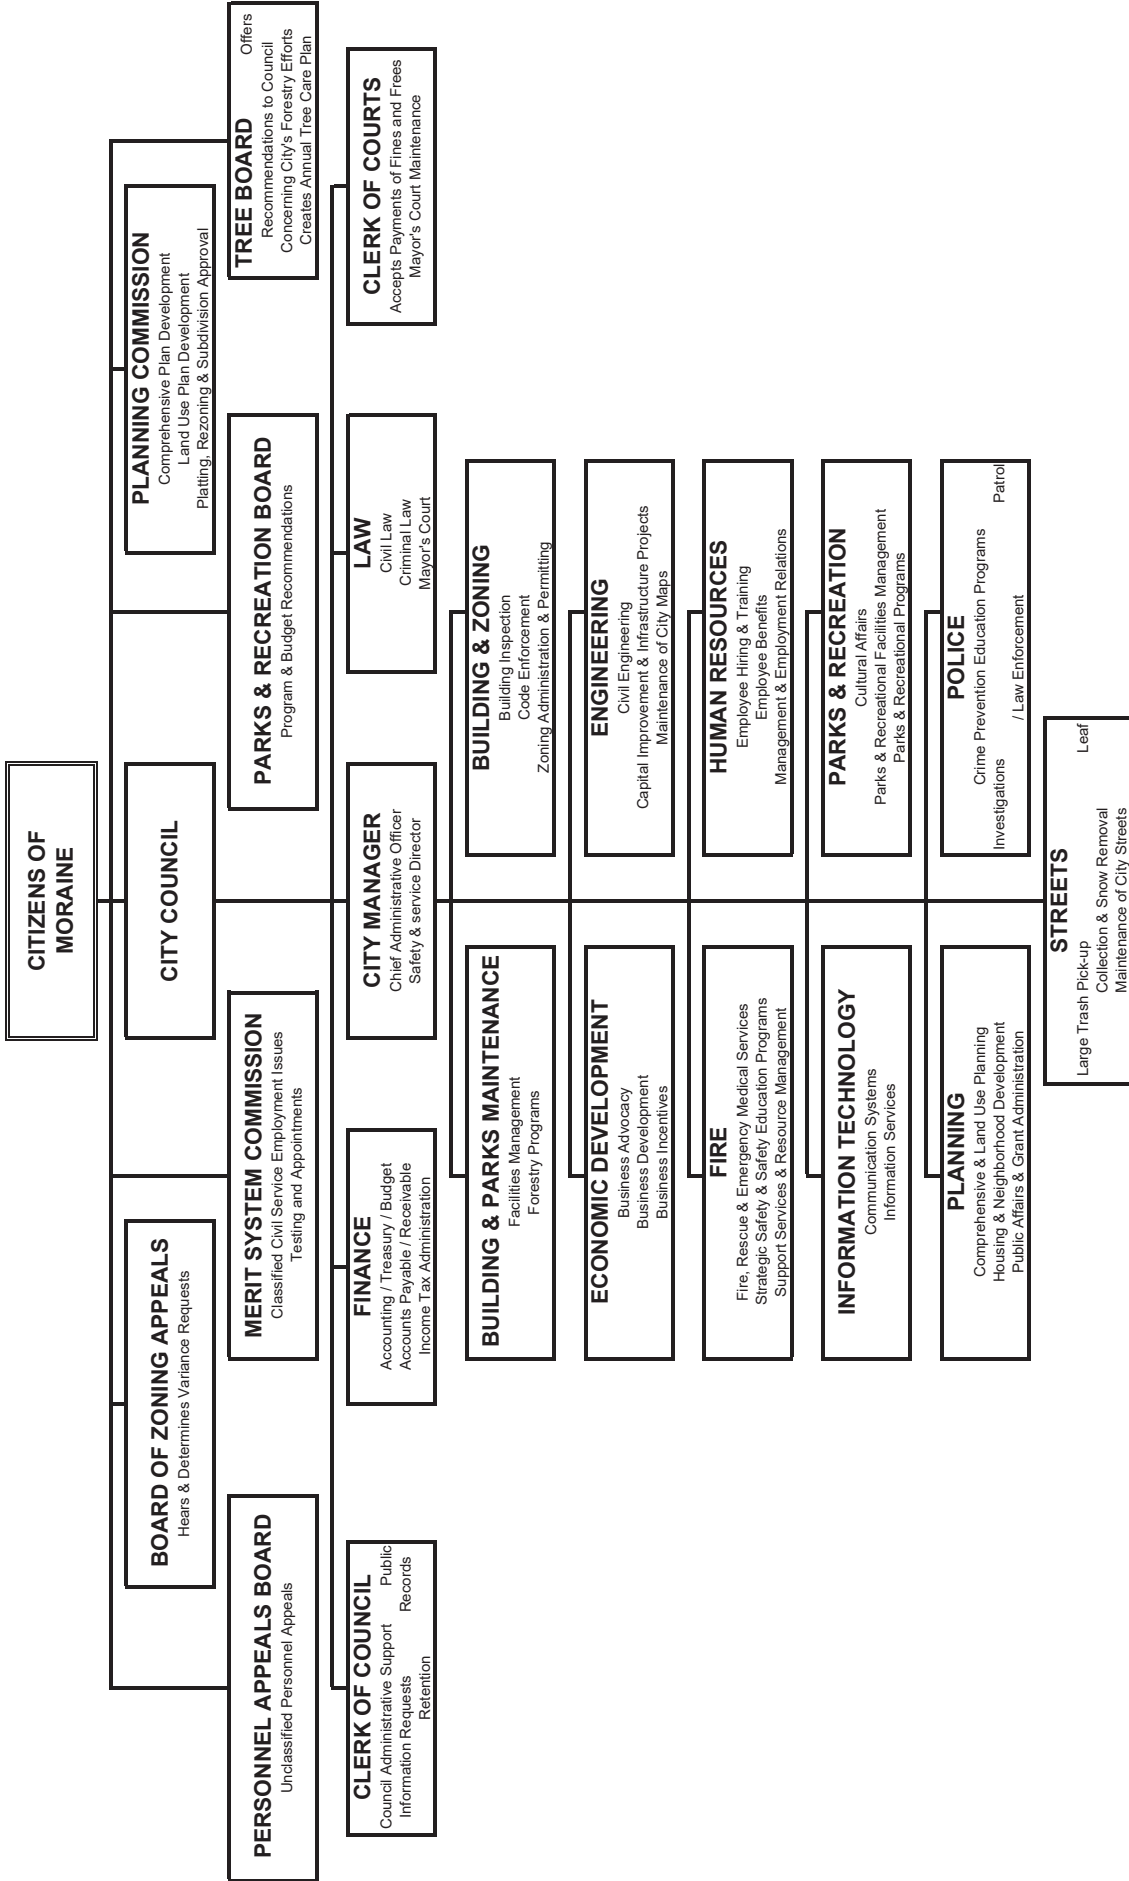 CITIZENS OF
MORAINE
BOARD OF ZONING APPEALS
Hears & Determines Variance Requests
CITY COUNCIL
PLANNING COMMISSION
Comprehensive Plan Development
Land Use Plan Development
Platting, Rezoning & Subdivision Approval
PERSONNEL APPEALS BOARD
Unclassified Personnel Appeals
MERIT SYSTEM COMMISSION
Classified Civil Service Employment Issues
Testing and Appointments
PARKS & RECREATION BOARD
Program & Budget Recommendations
TREE BOARD Offers
Recommendations to Council
Concerning City's Forestry Efforts
Creates Annual Tree Care Plan
CLERK OF COUNCIL
Council Administrative Support Public
Information Requests Records
Retention
FINANCE
Accounting / Treasury / Budget
Accounts Payable / Receivable
Income Tax Administration
CITY MANAGER
Chief Administrative Officer
Safety & service Director
LAW
Civil Law
Criminal Law
Mayor's Court
CLERK OF COURTS
Accepts Payments of Fines and Frees
Mayor's Court Maintenance
BUILDING & PARKS MAINTENANCE
Facilities Management
Forestry Programs
BUILDING & ZONING
Building Inspection
Code Enforcement
Zoning Administration & Permitting
ECONOMIC DEVELOPMENT
Business Advocacy
Business Development
Business Incentives
ENGINEERING
Civil Engineering
Capital Improvement & Infrastructure Projects
Maintenance of City Maps
FIRE
Fire, Rescue & Emergency Medical Services
Strategic Safety & Safety Education Programs
Support Services & Resource Management
HUMAN RESOURCES
Employee Hiring & Training
Employee Benefits
Management & Employment Relations
INFORMATION TECHNOLOGY
Communication Systems
Information Services
PARKS & RECREATION
Cultural Affairs
Parks & Recreational Facilities Management
Parks & Recreational Programs
PLANNING
Comprehensive & Land Use Planning
Housing & Neighborhood Development
Public Affairs & Grant Administration
POLICE
Crime Prevention Education Programs
Investigations Patrol
/ Law Enforcement
STREETS
Large Trash Pick-up Leaf
Collection & Snow Removal
Maintenance of City Streets